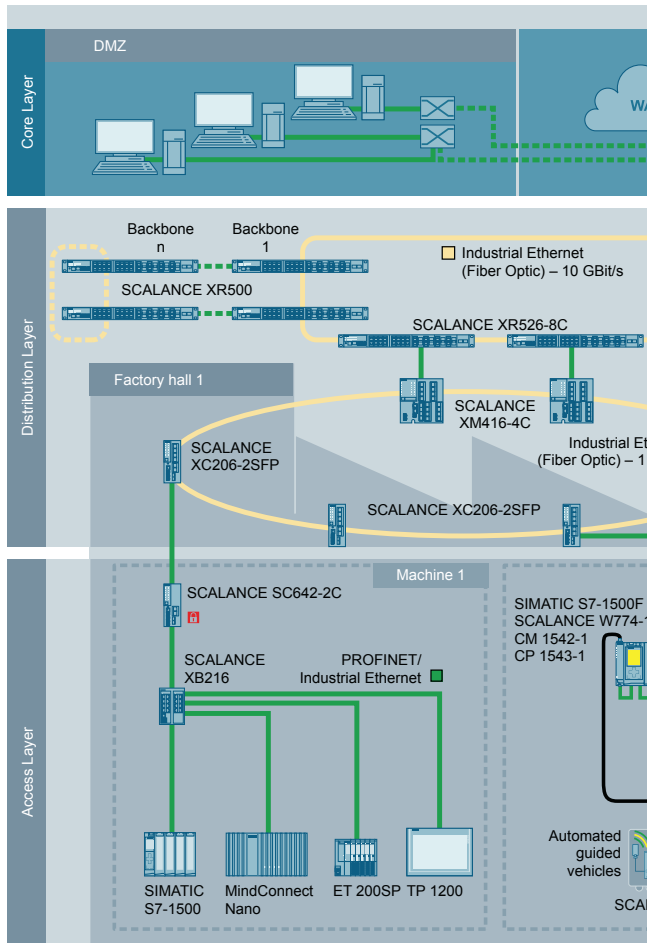 Core Layer
DMZ
Distribution Layer
Backbone
n
Backbone
1
Industrial Ethernet
(Fiber Optic) – 10 GBit/s
SCALANCE XR500
SCALANCE XR526-8C
Factory hall 1
SCALANCE
XM416-4C
SCALANCE
XC206-2SFP
Industrial
(Fiber Optic) – 1
SCALANCE XC206-2SFP
Access Layer
Machine 1
SCALANCE SC642-2C
SCALANCE
XB216
PROFINET/
Industrial Ethernet
SIMATIC
S7-1500
MindConnect
Nano
ET 200SP
TP 1200
SIMATIC S7-1500F
SCALANCE W774-1
CM 1542-1
CP 1543-1
Automated
guided
vehicles